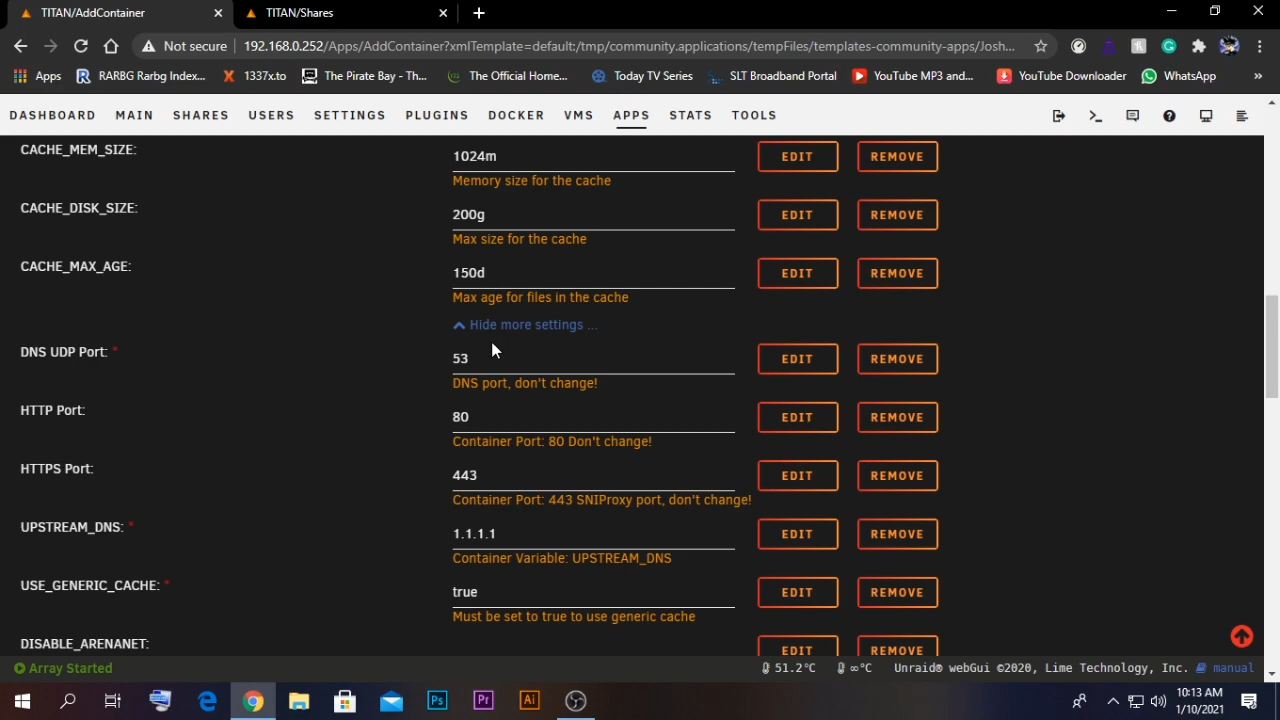 TITAN/AddContainer
TITAN/Shares
Not secure
192.168.0.252/Apps/AddContainer?xmlTemplate=default:/tmp/community.applications/tempFiles/templates-community-apps/Josh...
Apps
RARBG Rarbg Index...
1337x.to
The Pirate Bay - Th...
The Official Home...
Today TV Series
SLT Broadband Portal
YouTube MP3 and...
YouTube Downloader
WhatsApp
»
DASHBOARD
MAIN
SHARES
USERS
SETTINGS
PLUGINS
DOCKER
VMS
APPS
STATS
TOOLS
CACHE_MEM_SIZE:
1024m
EDIT
REMOVE
Memory size for the cache
CACHE_DISK_SIZE:
200g
EDIT
REMOVE
Max size for the cache
CACHE_MAX_AGE:
150d
EDIT
REMOVE
Max age for files in the cache
Hide more settings ...
DNS UDP Port: *
53
EDIT
REMOVE
DNS port, don't change!
HTTP Port:
80
EDIT
REMOVE
Container Port: 80 Don't change!
HTTPS Port:
443
EDIT
REMOVE
Container Port: 443 SNIProxy port, don't change!
UPSTREAM_DNS: *
1.1.1.1
EDIT
REMOVE
Container Variable: UPSTREAM_DNS
USE_GENERIC_CACHE: *
true
EDIT
REMOVE
Must be set to true to use generic cache
DISABLE_ARENANET:
EDIT
REMOVE
Array Started
51.2°C
∞°C
Unraid® webGui ©2020, Lime Technology, Inc.
manual
Ps
Pr
Ai
10:13 AM
1/10/2021